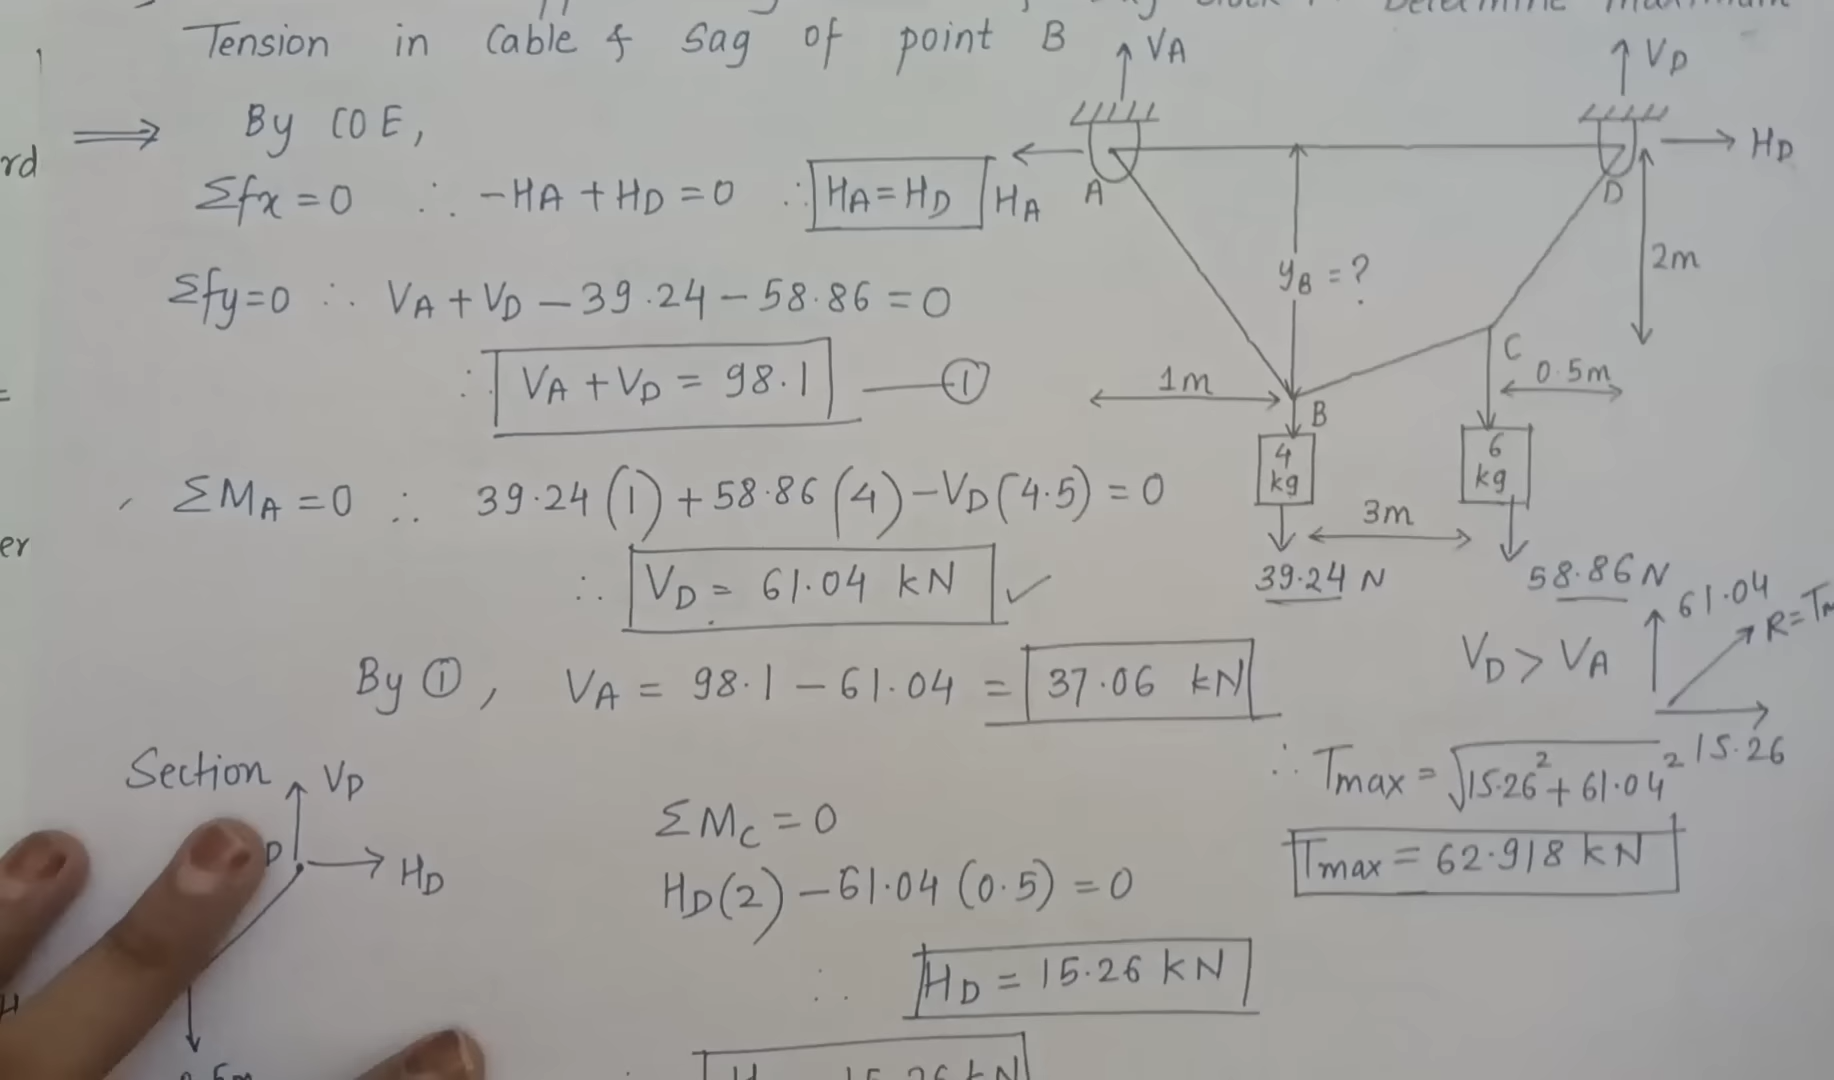 Tension in Cable & Sag of point B
⟹ By COE,
Σfx = 0 ∴ -HA + HD = 0 ∴ HA = HD
Σfy = 0 ∴ VA + VD - 39.24 - 58.86 = 0
∴ VA + VD = 98.1 — ①
ΣMA = 0 ∴ 39.24 (1) + 58.86 (4) - VD (4.5) = 0
∴ VD = 61.04 kN ✓
By ①, VA = 98.1 - 61.04 = 37.06 kN
Section
VD
D
HD
ΣMC = 0
HD(2) - 61.04 (0.5) = 0
∴ HD = 15.26 kN
15.26 kN
VA
VD
HA
A
D
HD
yB = ?
2m
1m
B
C
0.5m
4 kg
6 kg
3m
39.24 N
58.86 N
VD > VA
61.04
15.26
∴ Tmax = √15.26² + 61.04²
Tmax = 62.918 kN
rd
er